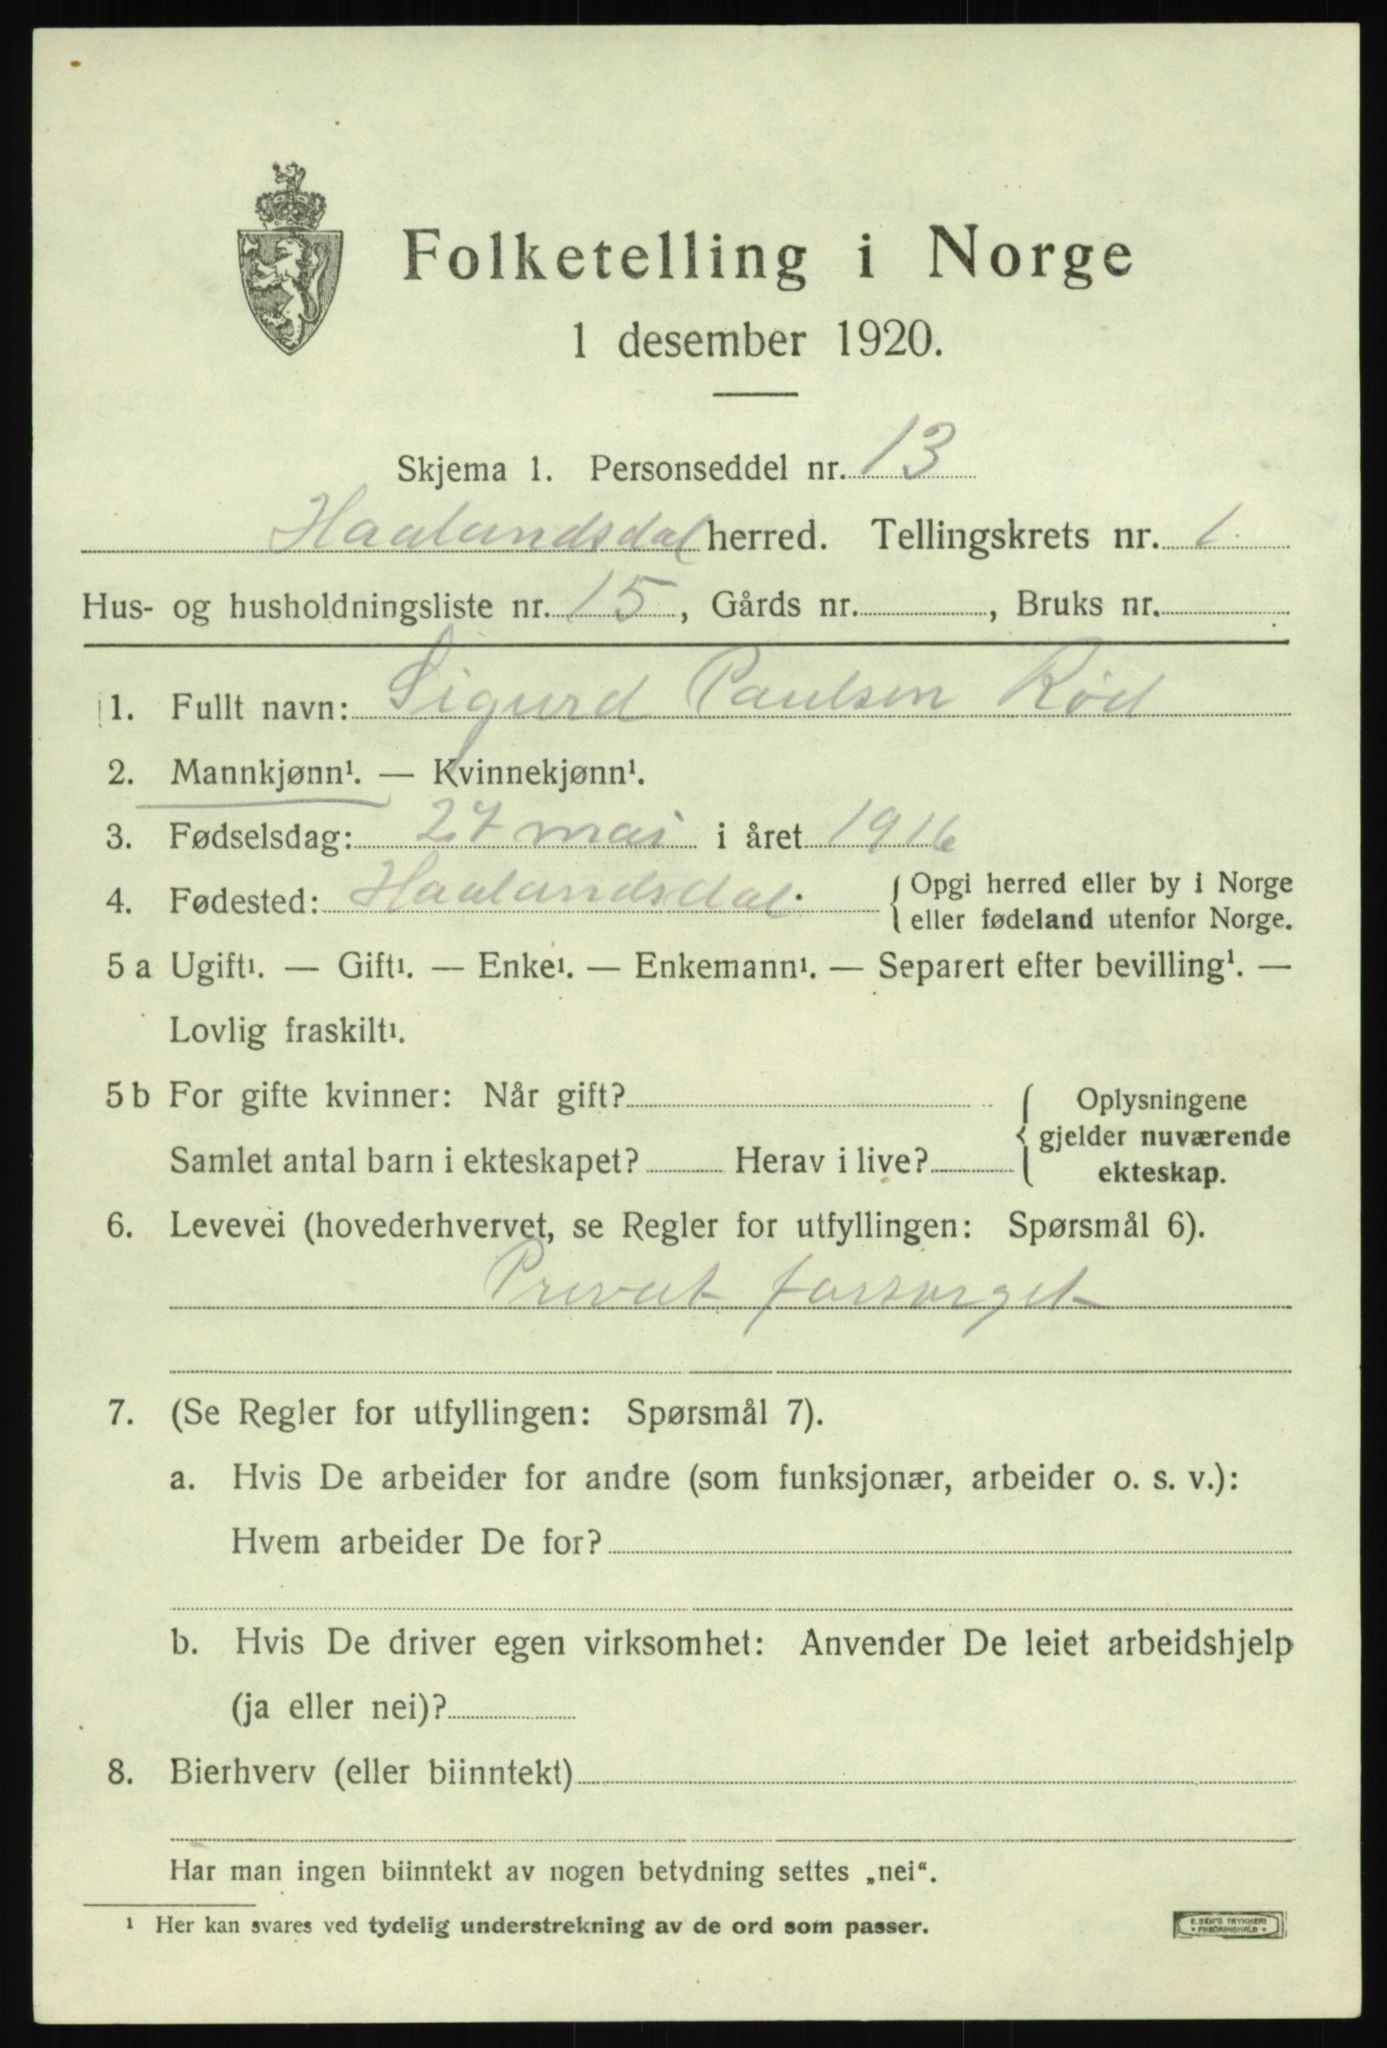 Folketelling i Norge
1 desember 1920.
Skjema 1. Personseddel nr. 13
Haalandsdal herred. Tellingskrets nr. 1.
Hus- og husholdningsliste nr. 15, Gårds nr. , Bruks nr.
1. Fullt navn: Sigurd Paulsen Rød
2. Mannkjønn¹. — Kvinnekjønn¹.
3. Fødselsdag: 27 mai i året 1916
4. Fødested: Haalandsdal. { Opgi herred eller by i Norge
eller fødeland utenfor Norge.
5 a Ugift¹. — Gift¹. — Enke¹. — Enkemann¹. — Separert efter bevilling¹. —
Lovlig fraskilt¹.
5 b For gifte kvinner: Når gift?
Samlet antal barn i ekteskapet? Herav i live?
{ Oplysningene
gjelder nuværende
ekteskap.
6. Levevei (hovederhvervet, se Regler for utfyllingen: Spørsmål 6).
Privat forsørget
7. (Se Regler for utfyllingen: Spørsmål 7).
a. Hvis De arbeider for andre (som funksjonær, arbeider o. s. v.):
Hvem arbeider De for?
b. Hvis De driver egen virksomhet: Anvender De leiet arbeidshjelp
(ja eller nei)?
8. Bierhverv (eller biinntekt)
Har man ingen biinntekt av nogen betydning settes „nei“.
¹ Her kan svares ved tydelig understrekning av de ord som passer.
E. SEM'S TRYKKERI
• FREDRIKSHALD •